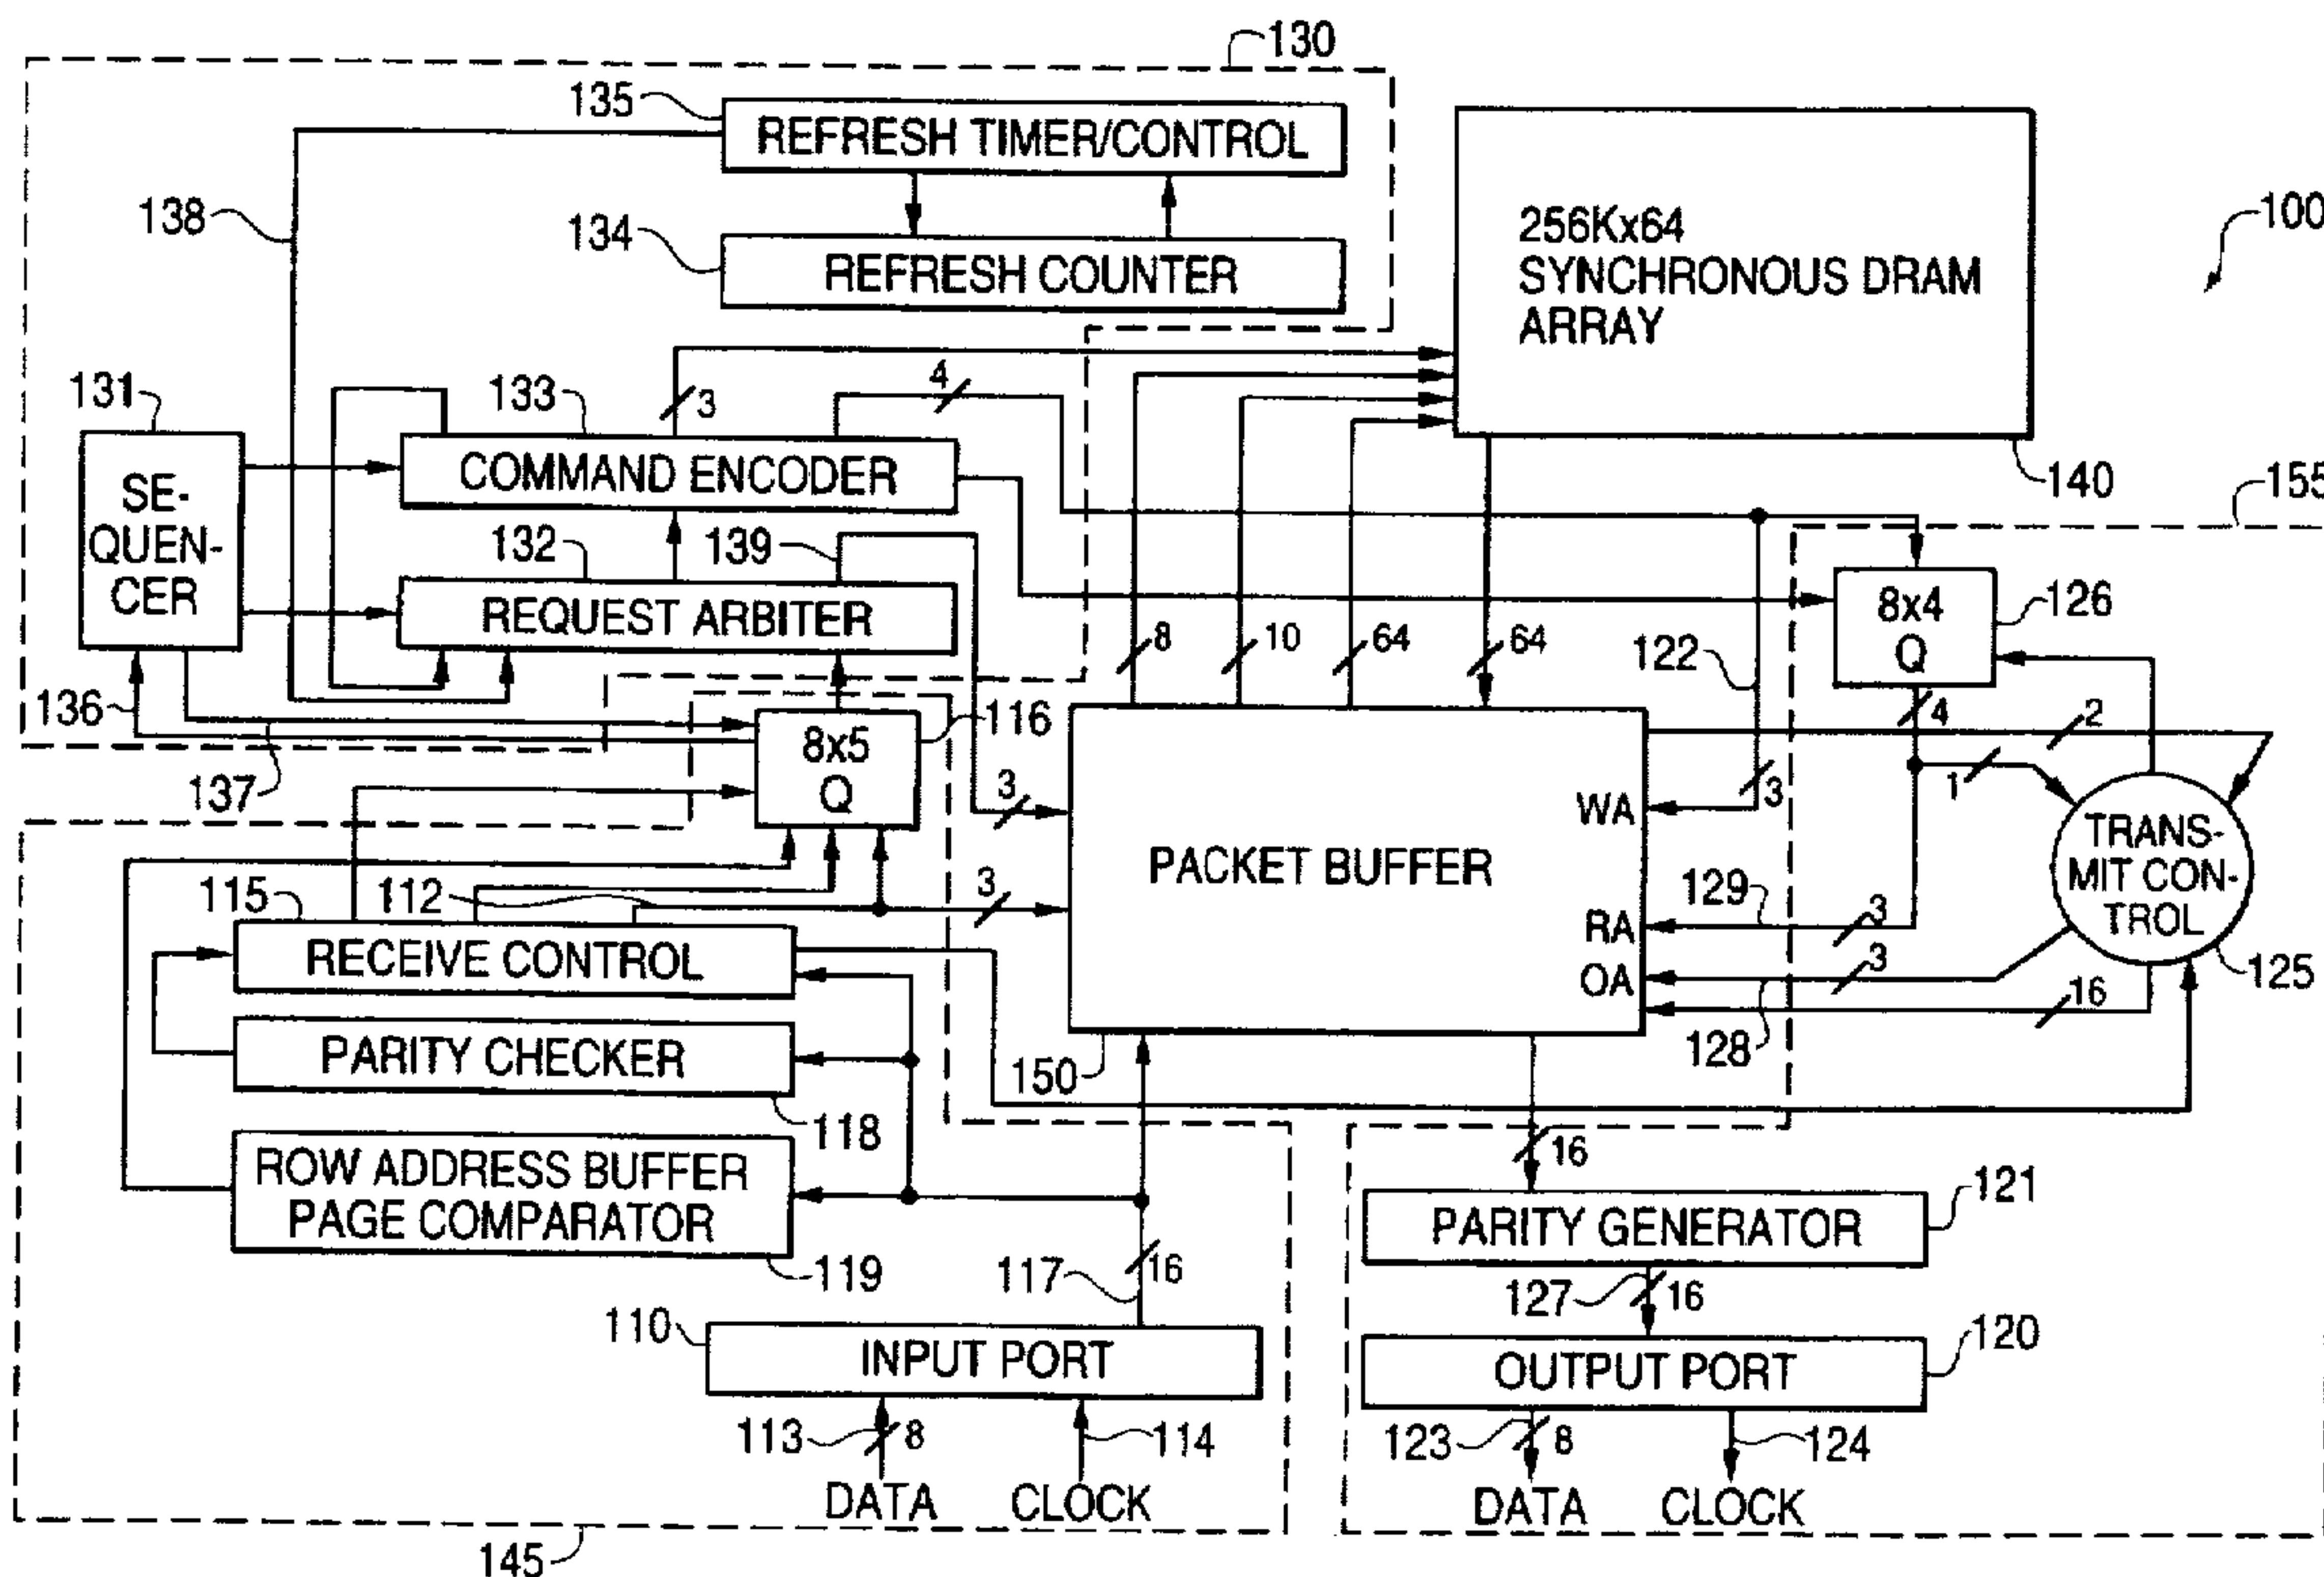 130
135
REFRESH TIMER/CONTROL
138
134
REFRESH COUNTER
256Kx64
SYNCHRONOUS DRAM
ARRAY
100
140
131
SE-
QUEN-
CER
133
3
4
COMMAND ENCODER
132
139
REQUEST ARBITER
136
137
155
8x4
Q
126
122
8
10
64
64
4
2
1
3
116
8x5
Q
3
3
WA
RA
OA
PACKET BUFFER
150
129
3
3
128
16
TRANS-
MIT CON-
TROL
125
115
112
RECEIVE CONTROL
PARITY CHECKER
118
ROW ADDRESS BUFFER
PAGE COMPARATOR
119
117
16
110
INPUT PORT
113
8
114
DATA
CLOCK
145
16
PARITY GENERATOR
121
127
16
OUTPUT PORT
120
123
8
124
DATA
CLOCK